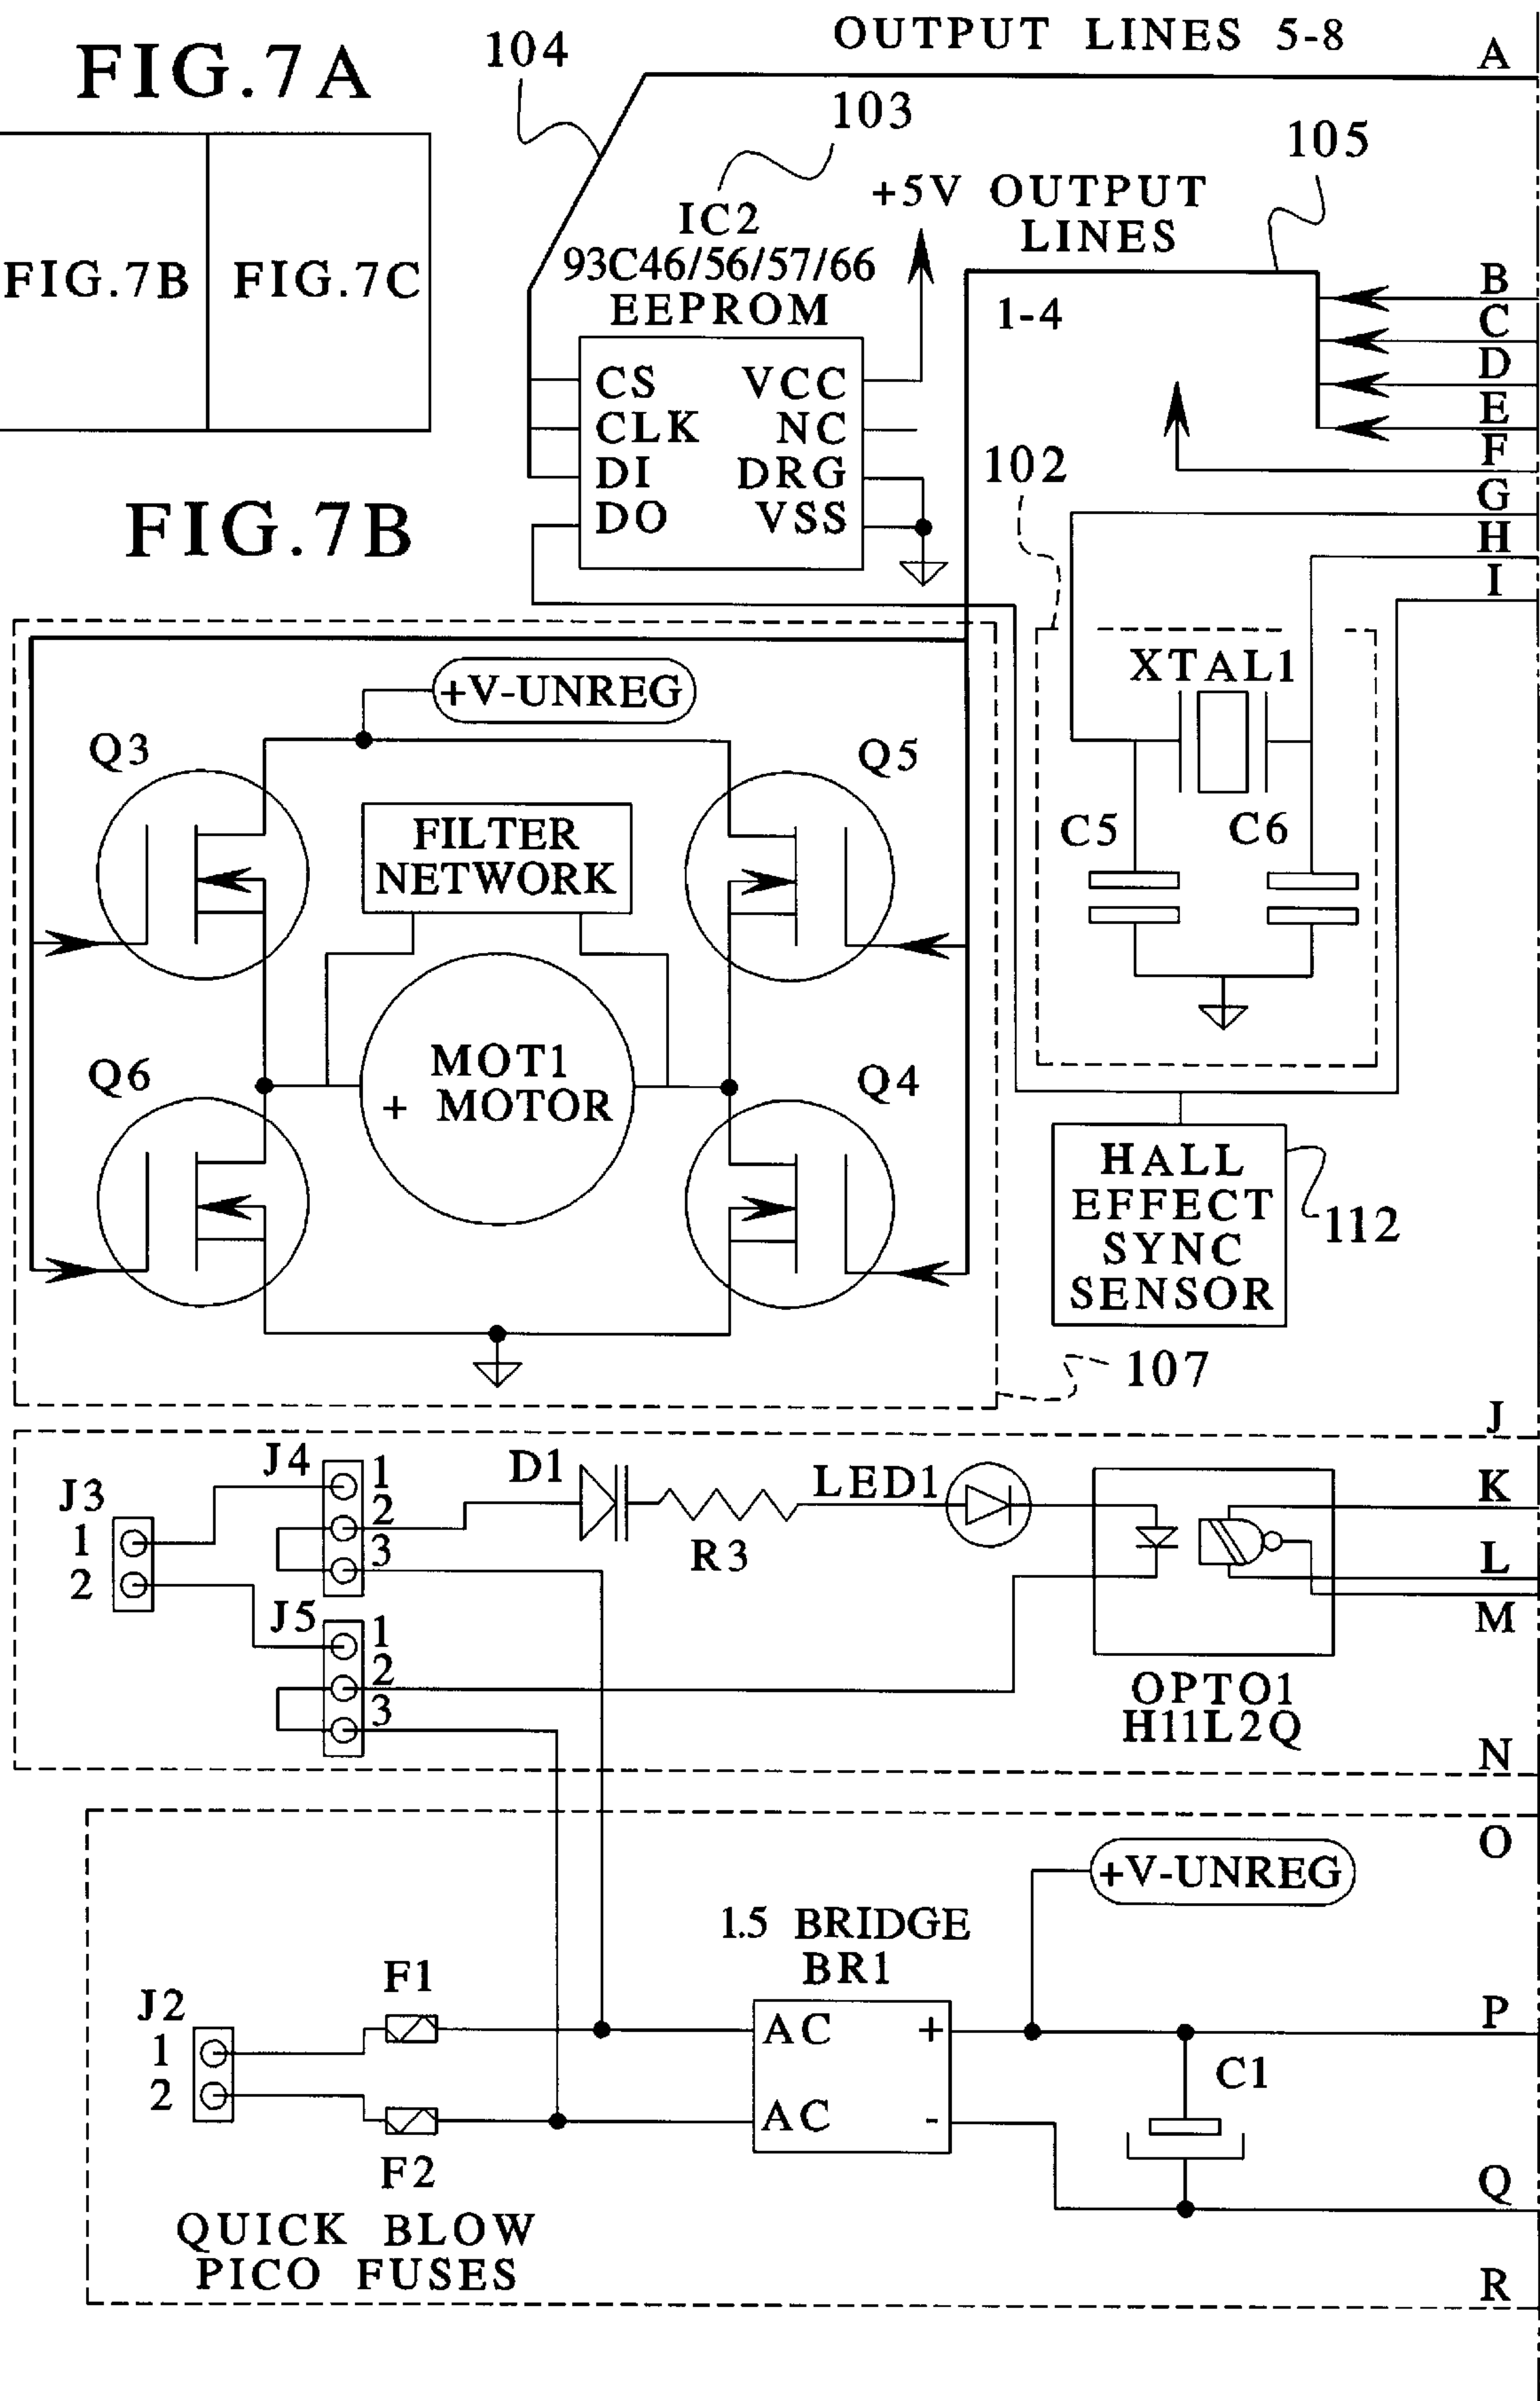 FIG.7A
FIG.7B FIG.7C
FIG.7B
OUTPUT LINES 5-8
A
104
103
105
IC2
93C46/56/57/66
EEPROM
+5V OUTPUT
LINES
1-4
B
C
D
E
F
G
H
I
CS VCC
CLK NC
DI DRG
DO VSS
102
XTAL1
C5 C6
+V-UNREG
Q3 Q5
FILTER
NETWORK
Q6 Q4
MOT1
+ MOTOR
HALL
EFFECT
SYNC
SENSOR
112
107
J
J3
1
2
J4
1
2
3
J5
1
2
3
D1
R3
LED1
K
L
M
OPTO1
H11L2Q
N
O
+V-UNREG
1.5 BRIDGE
BR1
J2
1
2
F1
F2
AC +
AC -
C1
P
Q
QUICK BLOW
PICO FUSES
R